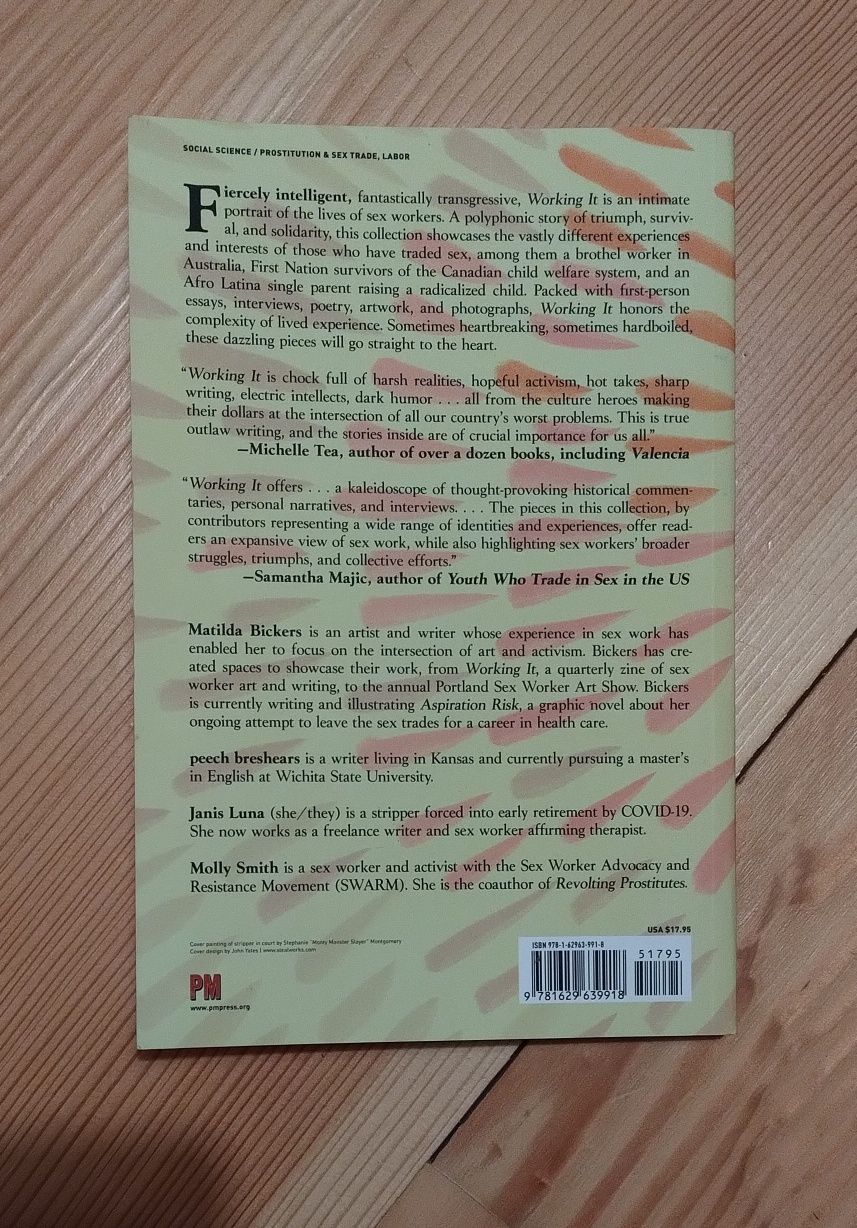 SOCIAL SCIENCE / PROSTITUTION & SEX TRADE, LABOR
Fiercely intelligent, fantastically transgressive, Working It is an intimate
portrait of the lives of sex workers. A polyphonic story of triumph, surviv-
al, and solidarity, this collection showcases the vastly different experiences
and interests of those who have traded sex, among them a brothel worker in
Australia, First Nation survivors of the Canadian child welfare system, and an
Afro Latina single parent raising a radicalized child. Packed with first-person
essays, interviews, poetry, artwork, and photographs, Working It honors the
complexity of lived experience. Sometimes heartbreaking, sometimes hardboiled,
these dazzling pieces will go straight to the heart.
“Working It is chock full of harsh realities, hopeful activism, hot takes, sharp
writing, electric intellects, dark humor . . . all from the culture heroes making
their dollars at the intersection of all our country’s worst problems. This is true
outlaw writing, and the stories inside are of crucial importance for us all.”
—Michelle Tea, author of over a dozen books, including Valencia
“Working It offers . . . a kaleidoscope of thought-provoking historical commen-
taries, personal narratives, and interviews. . . . The pieces in this collection, by
contributors representing a wide range of identities and experiences, offer read-
ers an expansive view of sex work, while also highlighting sex workers’ broader
struggles, triumphs, and collective efforts.”
—Samantha Majic, author of Youth Who Trade in Sex in the US
Matilda Bickers is an artist and writer whose experience in sex work has
enabled her to focus on the intersection of art and activism. Bickers has cre-
ated spaces to showcase their work, from Working It, a quarterly zine of sex
worker art and writing, to the annual Portland Sex Worker Art Show. Bickers
is currently writing and illustrating Aspiration Risk, a graphic novel about her
ongoing attempt to leave the sex trades for a career in health care.
peech breshears is a writer living in Kansas and currently pursuing a master’s
in English at Wichita State University.
Janis Luna (she/they) is a stripper forced into early retirement by COVID-19.
She now works as a freelance writer and sex worker affirming therapist.
Molly Smith is a sex worker and activist with the Sex Worker Advocacy and
Resistance Movement (SWARM). She is the coauthor of Revolting Prostitutes.
Cover painting of stripper in court by Stephanie “Monty Monster Slayer” Montgomery
Cover design by John Yates | www.stealworks.com
PM
www.pmpress.org
USA $17.95
ISBN 978-1-62963-991-8
51795
9 781629 639918